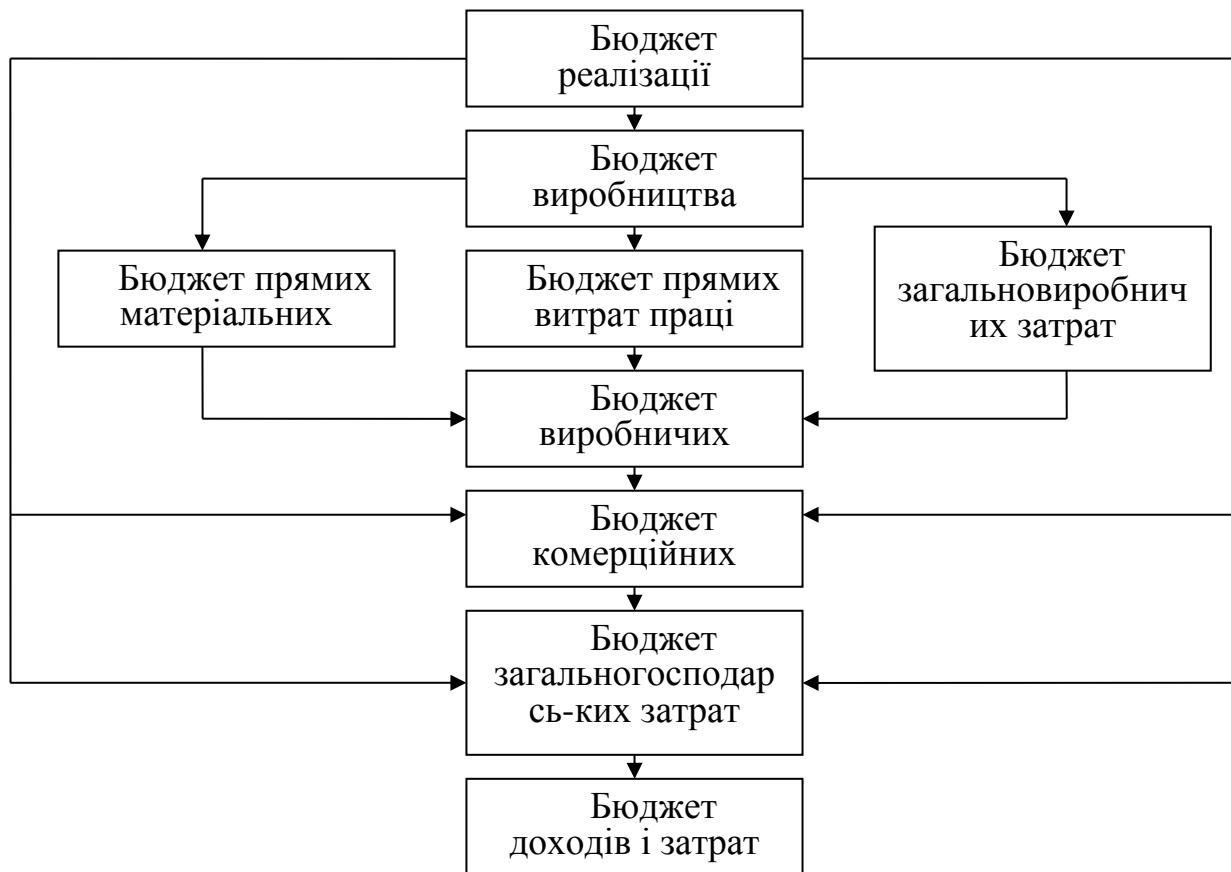 Бюджет
реалізації
Бюджет
виробництва
Бюджет прямих
матеріальних
Бюджет прямих
витрат праці
Бюджет
загальновиробнич
их затрат
Бюджет
виробничих
Бюджет
комерційних
Бюджет
загальногосподар
сь-ких затрат
Бюджет
доходів і затрат